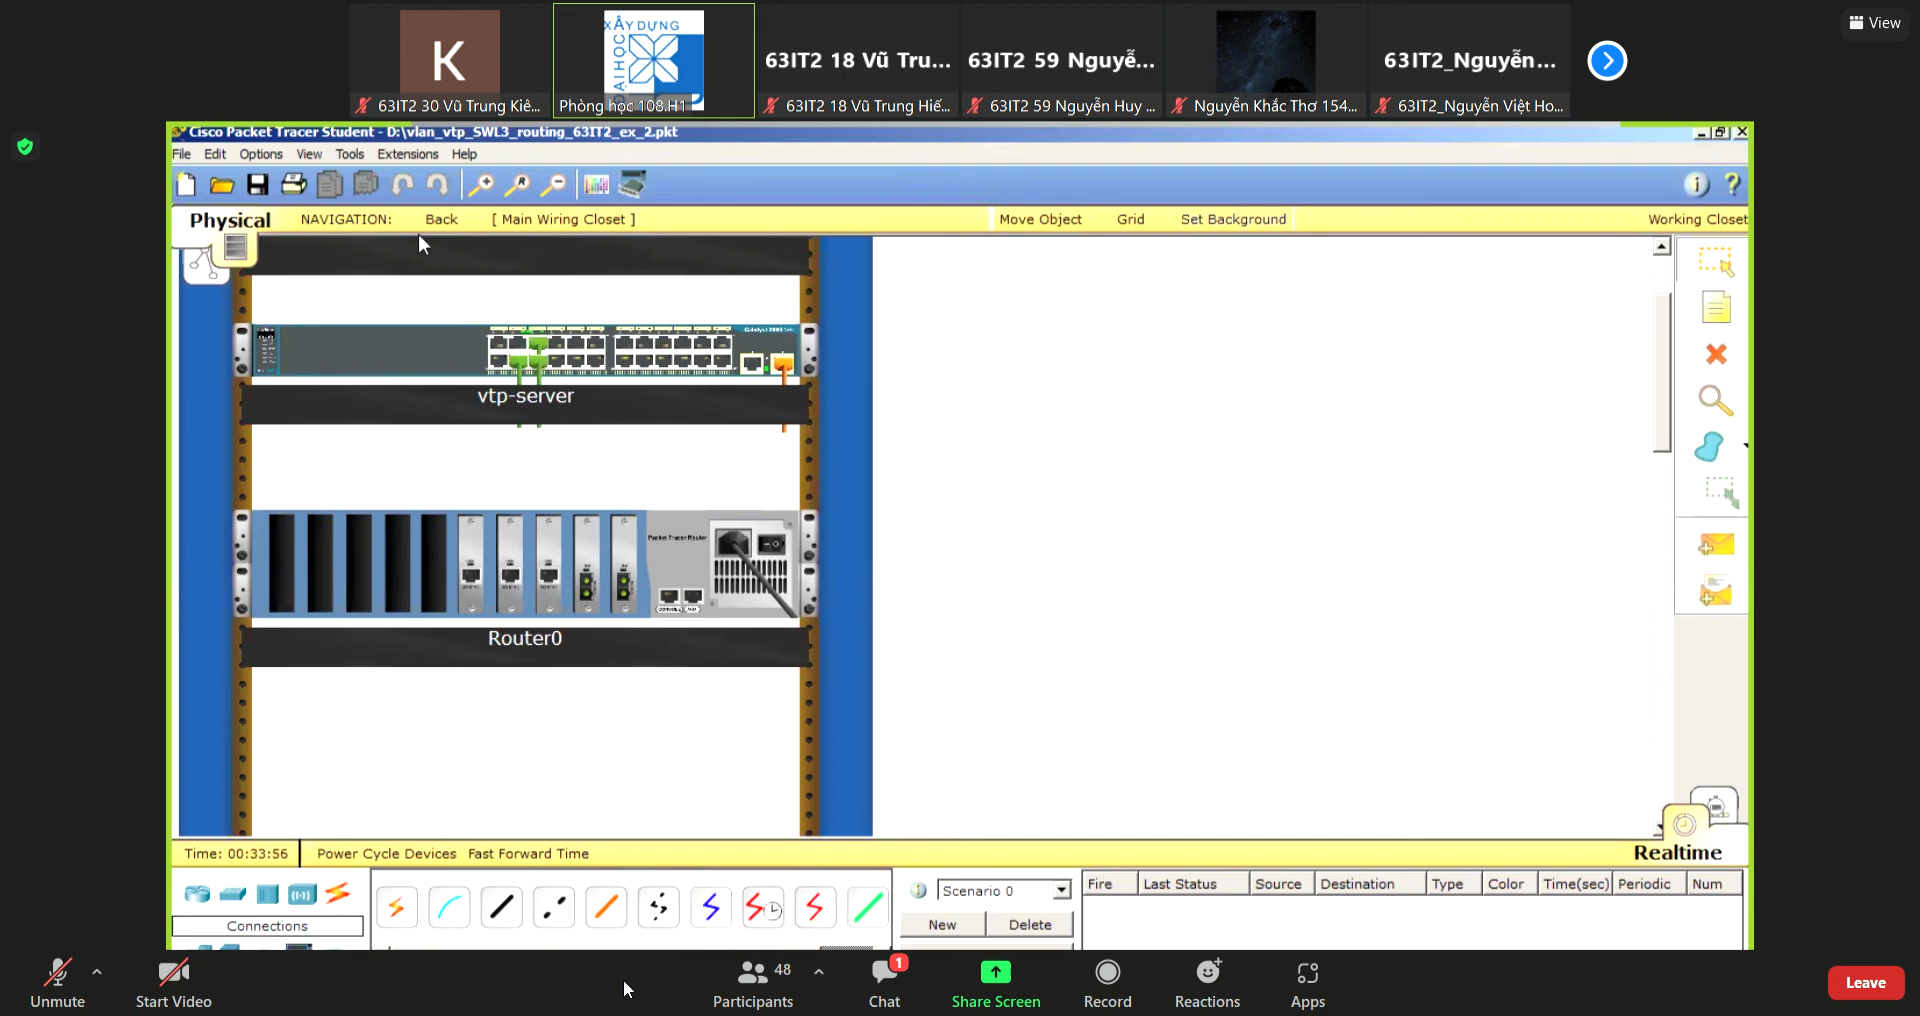 View
K
XÂY DỰNG
ĐẠI HỌC
63IT2 18 Vũ Tru...
63IT2 59 Nguyễ...
63IT2_Nguyễn...
63IT2 30 Vũ Trung Kiê...
Phòng học 108.H1
63IT2 18 Vũ Trung Hiế...
63IT2 59 Nguyễn Huy ...
Nguyễn Khắc Thơ 154...
63IT2_Nguyễn Việt Ho...
Cisco Packet Tracer Student - D:\vlan_vtp_SWL3_routing_63IT2_ex_2.pkt
File Edit Options View Tools Extensions Help
Physical NAVIGATION: Back [ Main Wiring Closet ] Move Object Grid Set Background Working Closet
vtp-server
Packet Tracer Router
Router0
Time: 00:33:56 Power Cycle Devices Fast Forward Time
Realtime
Connections
Scenario 0
New Delete
Fire Last Status Source Destination Type Color Time(sec) Periodic Num
Unmute
Start Video
48
Participants
1
Chat
Share Screen
Record
Reactions
Apps
Leave